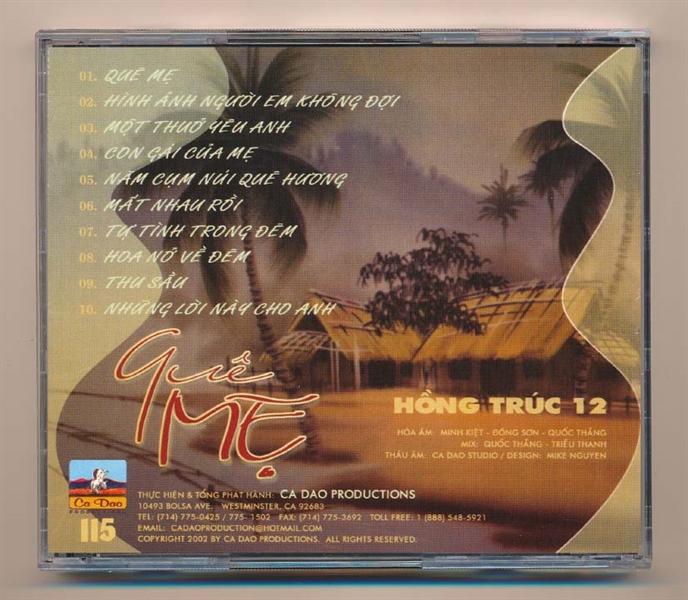 01. QUÊ MẸ
02. HÌNH ẢNH NGƯỜI EM KHÔNG ĐỢI
03. MỘT THUỞ YÊU ANH
04. CON GÁI CỦA MẸ
05. NĂM CỤM NÚI QUÊ HƯƠNG
06. MẤT NHAU RỒI
07. TỰ TÌNH TRONG ĐÊM
08. HOA NỞ VỀ ĐÊM
09. THU SẦU
10. NHỮNG LỜI NÀY CHO ANH
QUÊ
MẸ
HỒNG TRÚC 12
HÒA ÂM: MINH KIỆT - ĐỒNG SƠN - QUỐC THẮNG
MIX: QUỐC THẮNG - TRIỀU THANH
THÂU ÂM: CA DAO STUDIO / DESIGN: MIKE NGUYEN
Ca Dao
115
THỰC HIỆN & TỔNG PHÁT HÀNH: CA DAO PRODUCTIONS
10493 BOLSA AVE. WESTMINSTER, CA 92683
TEL: (714) 775-0425 / 775- 1502 FAX: (714) 775-3692 TOLL FREE: 1 (888) 548-5921
EMAIL: CADAOPRODUCTION@HOTMAIL.COM
COPYRIGHT 2002 BY CA DAO PRODUCTIONS. ALL RIGHTS RESERVED.